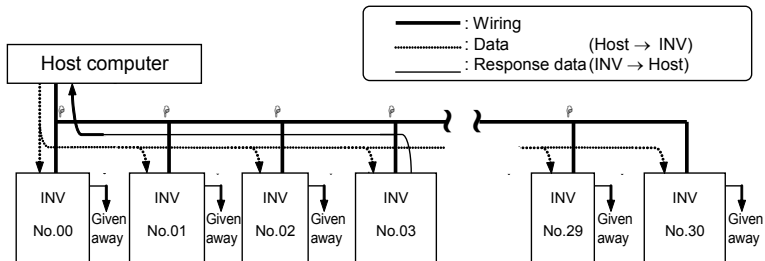 : Wiring
: Data (Host → INV)
: Response data (INV → Host)
Host computer
INV No.00
Given away
INV No.01
Given away
INV No.02
Given away
INV No.03
INV No.29
Given away
INV No.30
Given away